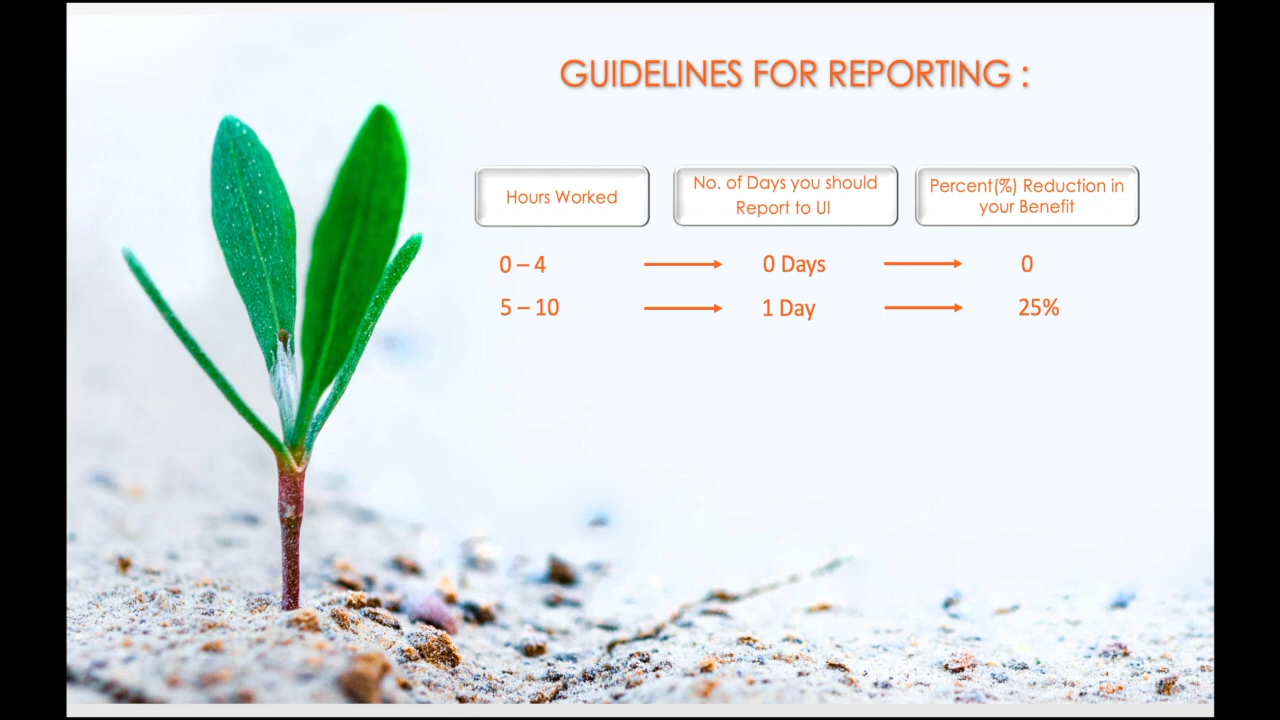 GUIDELINES FOR REPORTING :
Hours Worked
No. of Days you should
Report to UI
Percent(%) Reduction in
your Benefit
0 – 4 0 Days 0
5 – 10 1 Day 25%